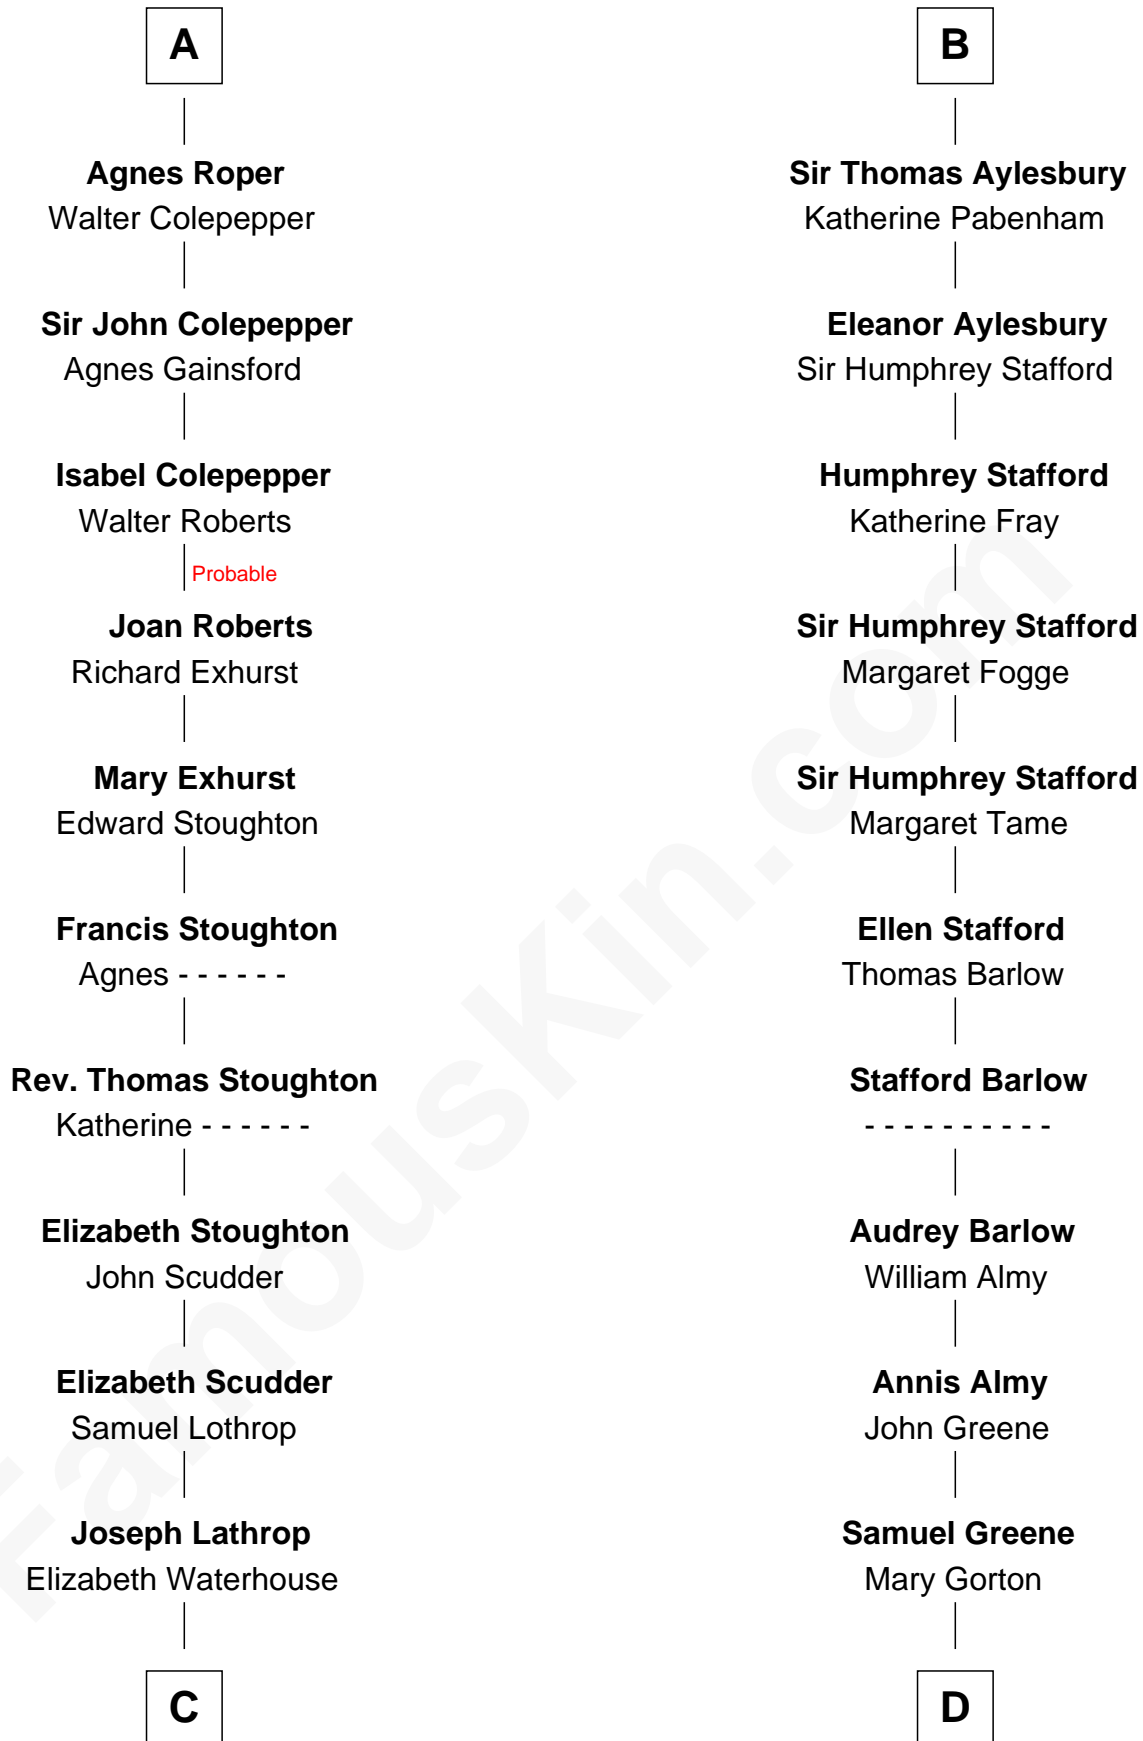 A
Agnes Roper
Walter Colepepper
Sir John Colepepper
Agnes Gainsford
Isabel Colepepper
Walter Roberts
Probable
Joan Roberts
Richard Exhurst
Mary Exhurst
Edward Stoughton
Francis Stoughton
Agnes - - - - - -
Rev. Thomas Stoughton
Katherine - - - - - -
Elizabeth Stoughton
John Scudder
Elizabeth Scudder
Samuel Lothrop
Joseph Lathrop
Elizabeth Waterhouse
C
B
Sir Thomas Aylesbury
Katherine Pabenham
Eleanor Aylesbury
Sir Humphrey Stafford
Humphrey Stafford
Katherine Fray
Sir Humphrey Stafford
Margaret Fogge
Sir Humphrey Stafford
Margaret Tame
Ellen Stafford
Thomas Barlow
Stafford Barlow
- - - - - - - - - -
Audrey Barlow
William Almy
Annis Almy
John Greene
Samuel Greene
Mary Gorton
D
FamousKin.com